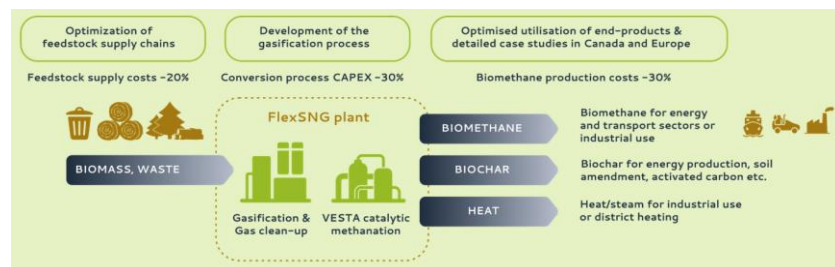 Optimization of
feedstock supply chains
Development of the
gasification process
Optimised utilisation of end-products &
detailed case studies in Canada and Europe
Feedstock supply costs -20%
Conversion process CAPEX -30%
Biomethane production costs -30%
FlexSNG plant
BIOMASS, WASTE
Gasification &
Gas clean-up
VESTA catalytic
methanation
BIOMETHANE
Biomethane for energy
and transport sectors or
industrial use
BIOCHAR
Biochar for energy production, soil
amendment, activated carbon etc.
HEAT
Heat/steam for industrial use
or district heating